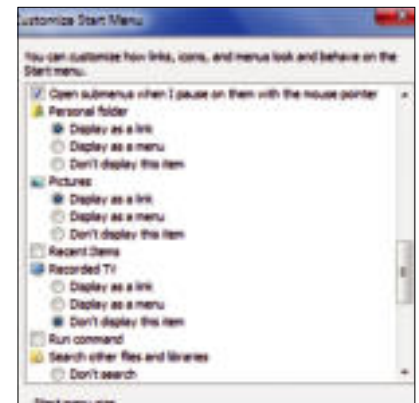 Customize Start Menu
You can customize how links, icons, and menus look and behave on the
Start menu.
Open submenus when I pause on them with the mouse pointer
Personal folder
Display as a link
Display as a menu
Don't display this item
Pictures
Display as a link
Display as a menu
Don't display this item
Recent Items
Recorded TV
Display as a link
Display as a menu
Don't display this item
Run command
Search other files and libraries
Don't search
Start menu size